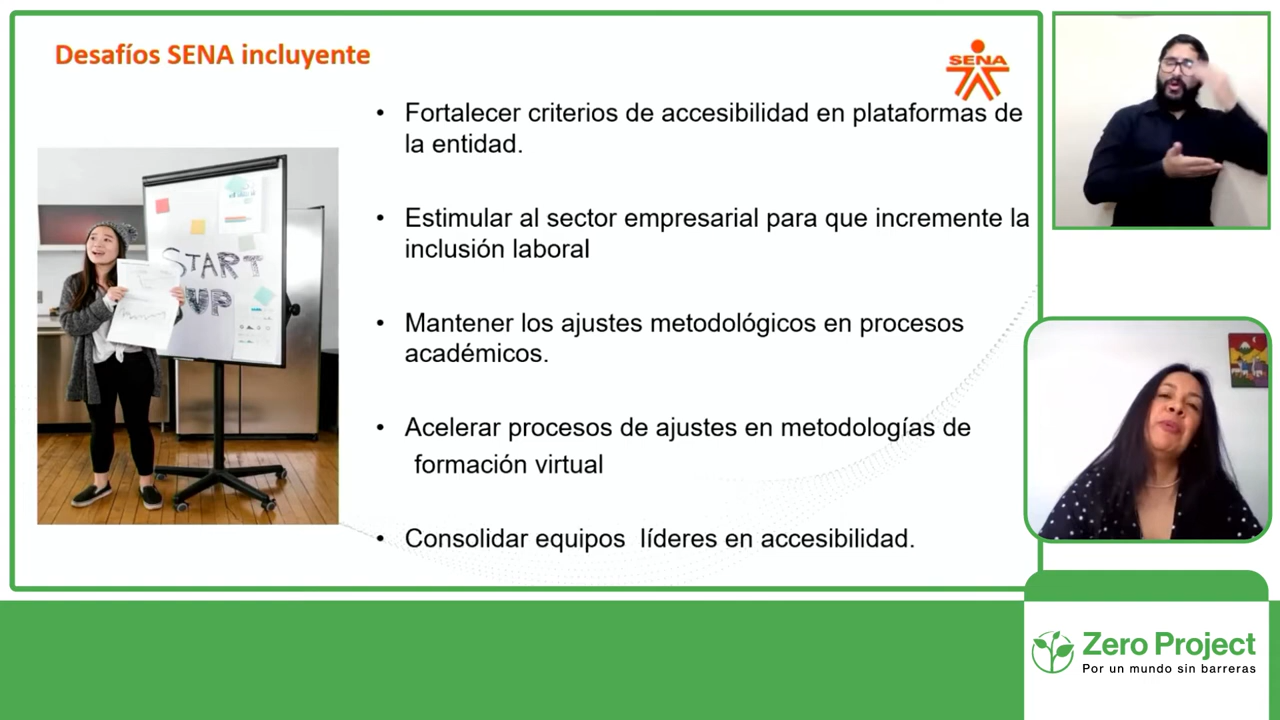 Desafíos SENA incluyente
SENA
• Fortalecer criterios de accesibilidad en plataformas de
la entidad.
• Estimular al sector empresarial para que incremente la
inclusión laboral
• Mantener los ajustes metodológicos en procesos
académicos.
• Acelerar procesos de ajustes en metodologías de
formación virtual
• Consolidar equipos líderes en accesibilidad.
START
UP
Zero Project
Por un mundo sin barreras